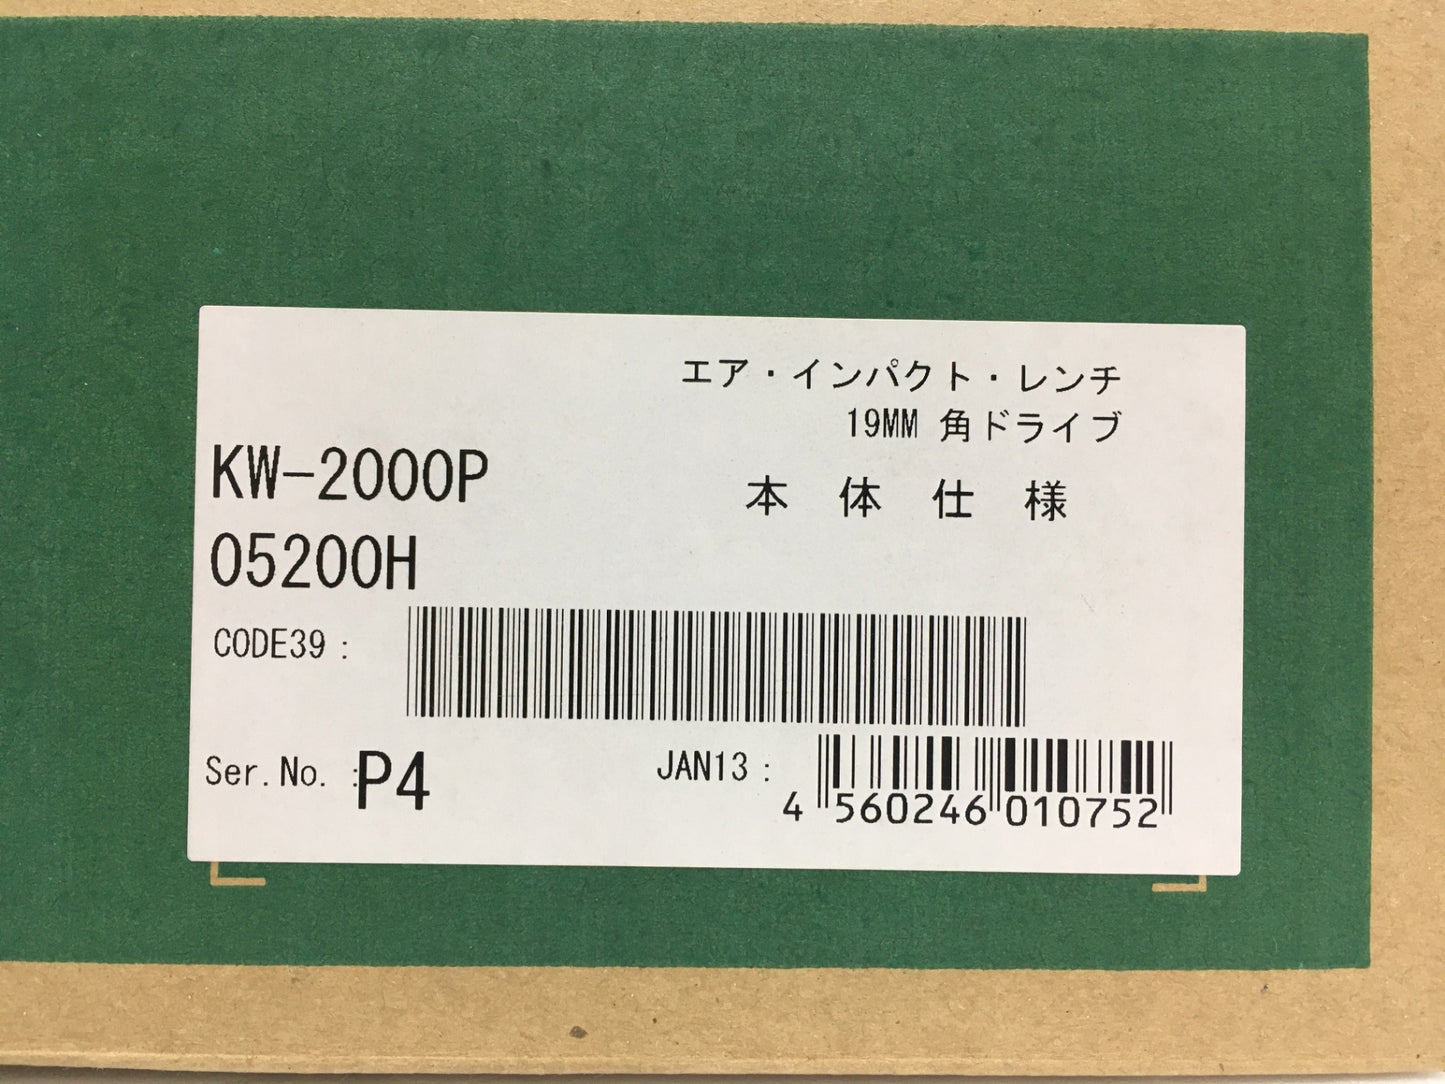 エア・インパクト・レンチ
19MM 角ドライブ
KW-2000P
本体仕様
05200H
CODE39 :
Ser.No. :P4
JAN13 :
4 560246 010752